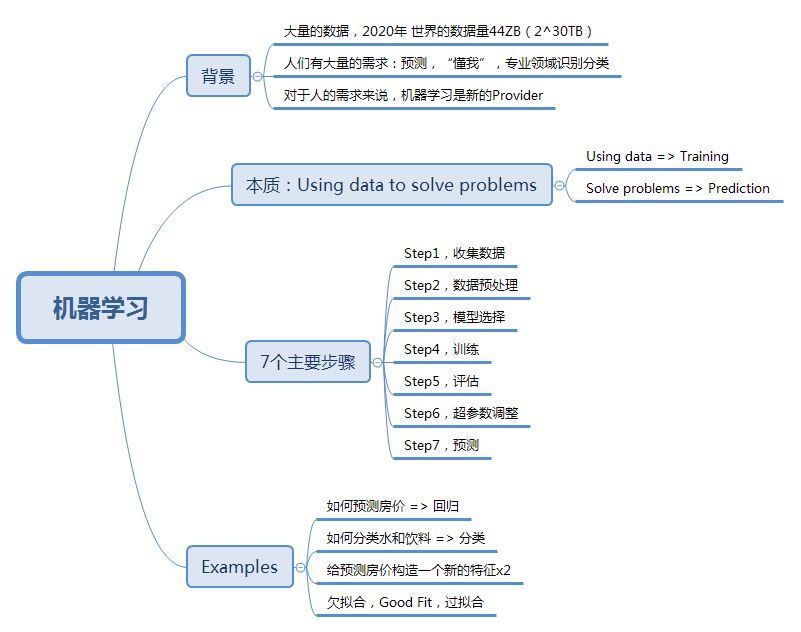 机器学习
背景
大量的数据，2020年 世界的数据量44ZB（2^30TB）
人们有大量的需求：预测，“懂我”，专业领域识别分类
对于人的需求来说，机器学习是新的Provider
本质：Using data to solve problems
Using data => Training
Solve problems => Prediction
7个主要步骤
Step1，收集数据
Step2，数据预处理
Step3，模型选择
Step4，训练
Step5，评估
Step6，超参数调整
Step7，预测
Examples
如何预测房价 => 回归
如何分类水和饮料 => 分类
给预测房价构造一个新的特征x2
欠拟合，Good Fit，过拟合